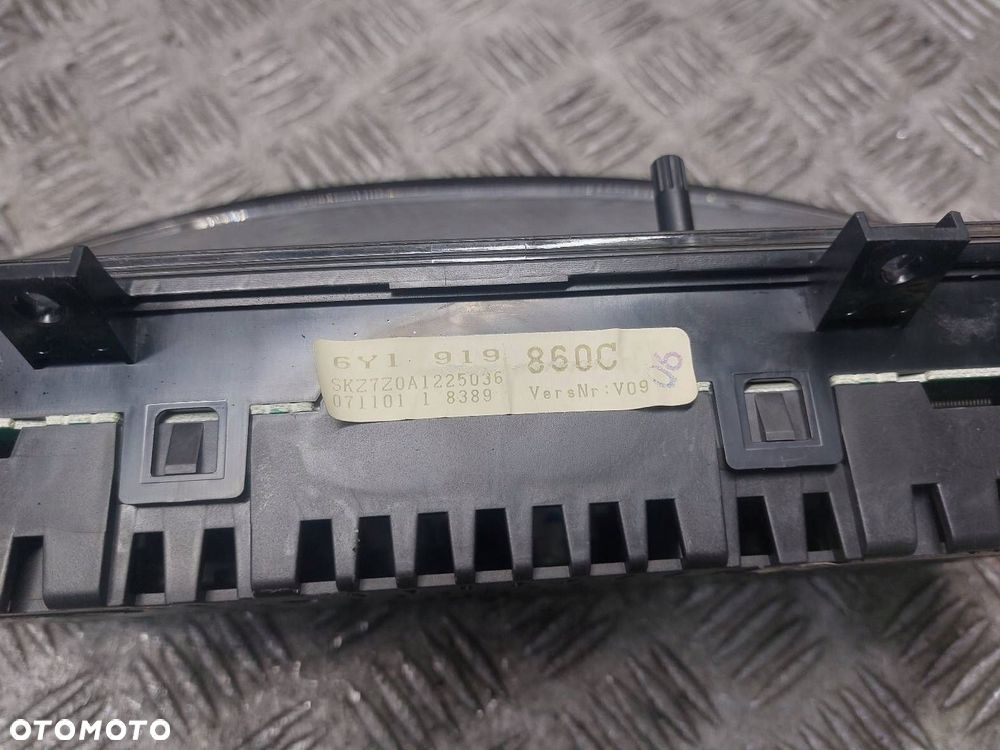 6Y1 919 860C
SKZ7Z0A1225036
071101 1 8389 VersNr:V09
OTOMOTO